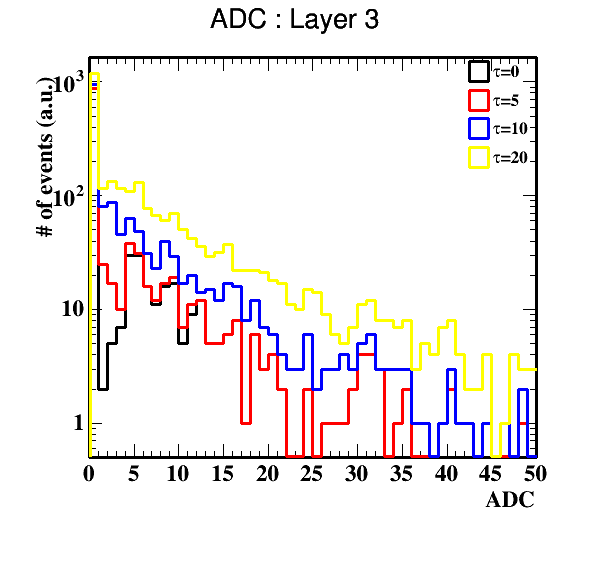 ADC : Layer 3
# of events (a.u.)
10³
10²
10
1
τ=0
τ=5
τ=10
τ=20
0 5 10 15 20 25 30 35 40 45 50
ADC